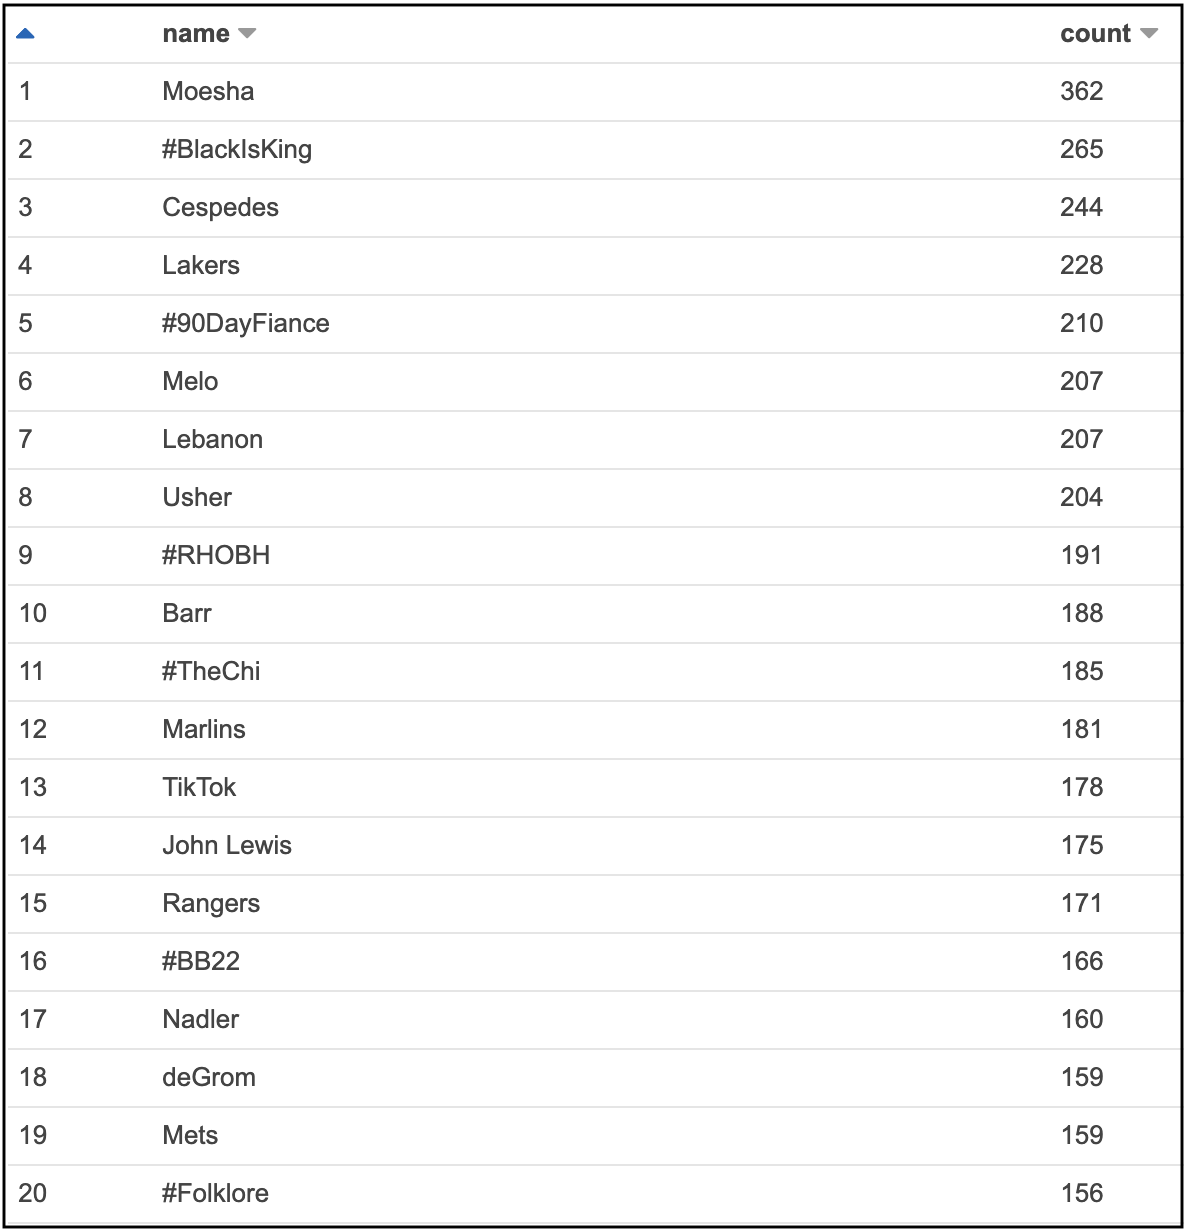 name count
1 Moesha 362
2 #BlackIsKing 265
3 Cespedes 244
4 Lakers 228
5 #90DayFiance 210
6 Melo 207
7 Lebanon 207
8 Usher 204
9 #RHOBH 191
10 Barr 188
11 #TheChi 185
12 Marlins 181
13 TikTok 178
14 John Lewis 175
15 Rangers 171
16 #BB22 166
17 Nadler 160
18 deGrom 159
19 Mets 159
20 #Folklore 156